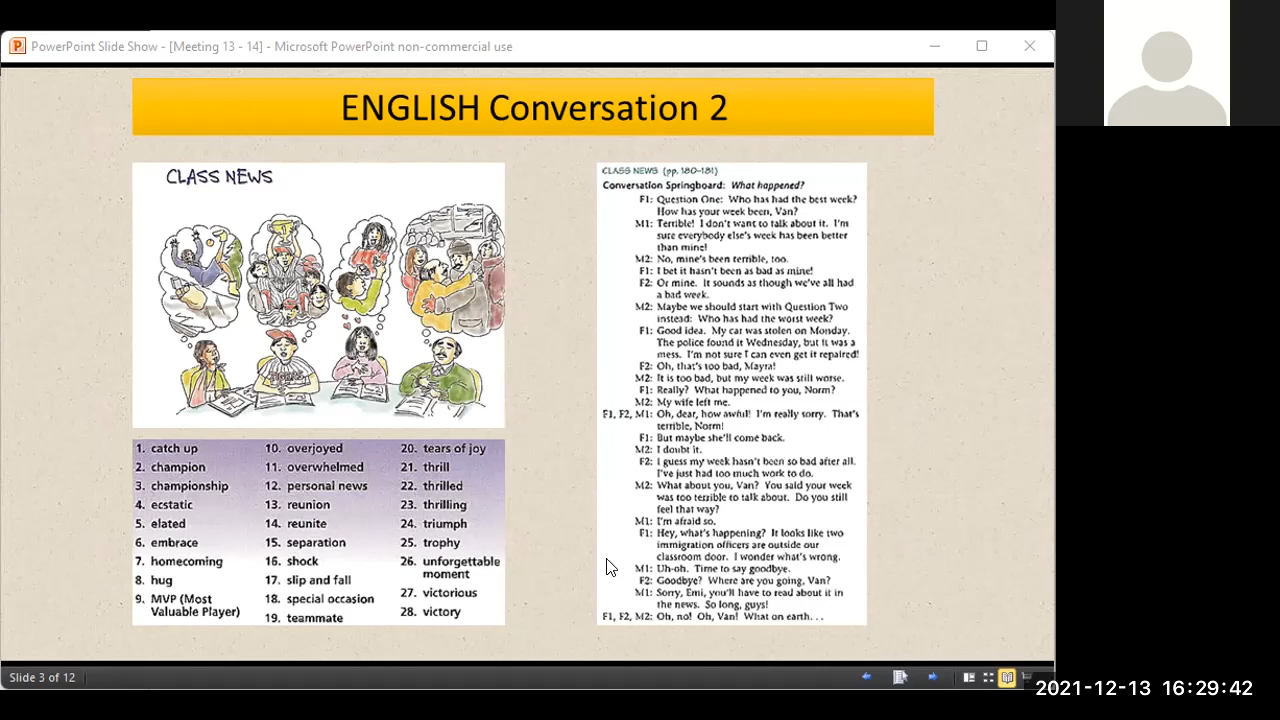 PowerPoint Slide Show - [Meeting 13 - 14] - Microsoft PowerPoint non-commercial use
ENGLISH Conversation 2
CLASS NEWS
1. catch up
2. champion
3. championship
4. ecstatic
5. elated
6. embrace
7. homecoming
8. hug
9. MVP (Most
Valuable Player)
10. overjoyed
11. overwhelmed
12. personal news
13. reunion
14. reunite
15. separation
16. shock
17. slip and fall
18. special occasion
19. teammate
20. tears of joy
21. thrill
22. thrilled
23. thrilling
24. triumph
25. trophy
26. unforgettable
moment
27. victorious
28. victory
CLASS NEWS (pp. 180-181)
Conversation Springboard: What happened?
F1: Question One: Who has had the best week?
How has your week been, Van?
M1: Terrible! I don't want to talk about it. I'm
sure everybody else's week has been better
than mine!
M2: No, mine's been terrible, too.
F1: I bet it hasn't been as bad as mine!
F2: Or mine. It sounds as though we've all had
a bad week.
M2: Maybe we should start with Question Two
instead: Who has had the worst week?
F1: Good idea. My car was stolen on Monday.
The police found it Wednesday, but it was a
mess. I'm not sure I can even get it repaired!
F2: Oh, that's too bad, Mayra!
M2: It is too bad, but my week was still worse.
F1: Really? What happened to you, Norm?
M2: My wife left me.
F1, F2, M1: Oh, dear, how awful! I'm really sorry. That's
terrible, Norm!
F1: But maybe she'll come back.
M2: I doubt it.
F2: I guess my week hasn't been so bad after all.
I've just had too much work to do.
M2: What about you, Van? You said your week
was too terrible to talk about. Do you still
feel that way?
M1: I'm afraid so.
F1: Hey, what's happening? It looks like two
immigration officers are outside our
classroom door. I wonder what's wrong.
M1: Uh-oh. Time to say goodbye.
F2: Goodbye? Where are you going, Van?
M1: Sorry, Emi, you'll have to read about it in
the news. So long, guys!
F1, F2, M2: Oh, no! Oh, Van! What on earth. . .
Slide 3 of 12
2021-12-13 16:29:42